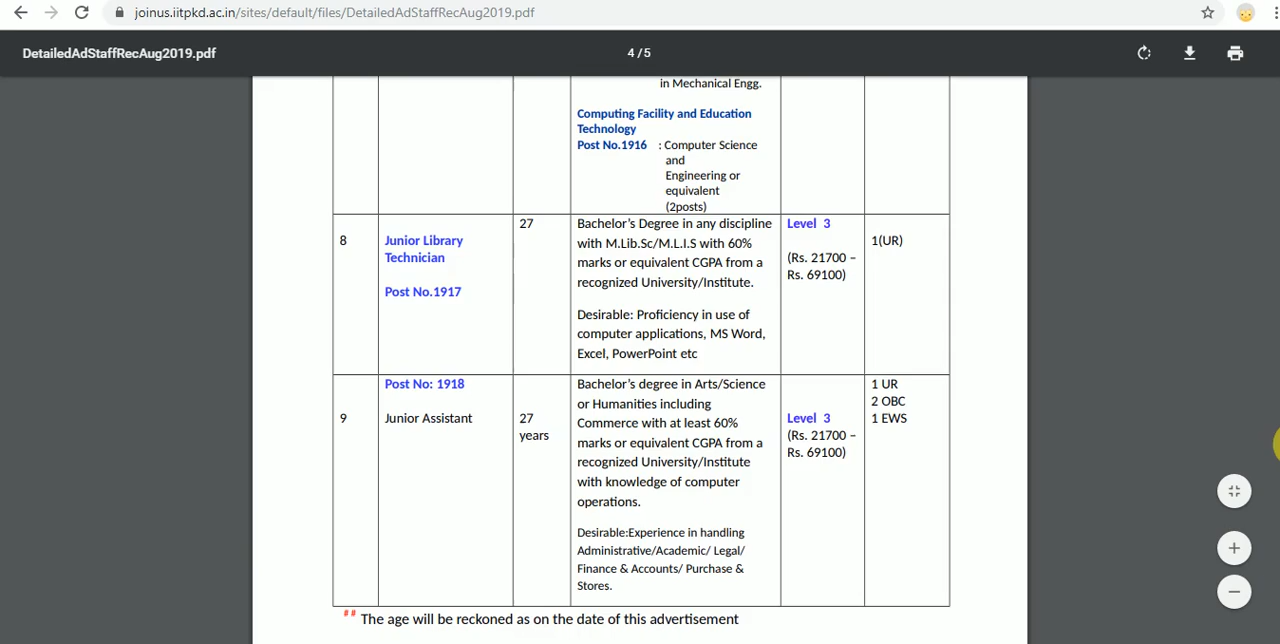 joinus.iitpkd.ac.in/sites/default/files/DetailedAdStaffRecAug2019.pdf
DetailedAdStaffRecAug2019.pdf
4 / 5
in Mechanical Engg.
Computing Facility and Education
Technology
Post No.1916 : Computer Science
and
Engineering or
equivalent
(2posts)
8
Junior Library
Technician
Post No.1917
27
Bachelor's Degree in any discipline
with M.Lib.Sc/M.L.I.S with 60%
marks or equivalent CGPA from a
recognized University/Institute.
Desirable: Proficiency in use of
computer applications, MS Word,
Excel, PowerPoint etc
Level 3
(Rs. 21700 –
Rs. 69100)
1(UR)
9
Post No: 1918
Junior Assistant
27
years
Bachelor's degree in Arts/Science
or Humanities including
Commerce with at least 60%
marks or equivalent CGPA from a
recognized University/Institute
with knowledge of computer
operations.
Desirable:Experience in handling
Administrative/Academic/ Legal/
Finance & Accounts/ Purchase &
Stores.
Level 3
(Rs. 21700 –
Rs. 69100)
1 UR
2 OBC
1 EWS
## The age will be reckoned as on the date of this advertisement